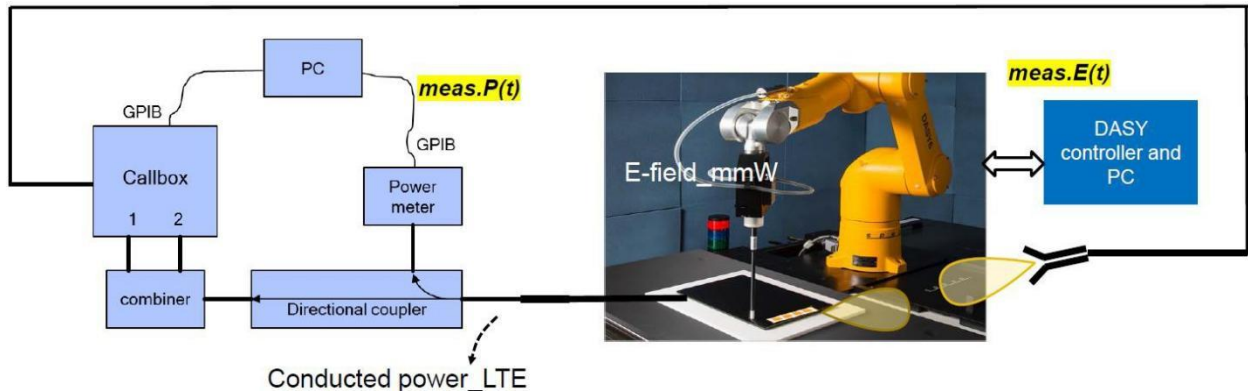 PC
meas.P(t)
meas.E(t)
GPIB
GPIB
DASY
controller and
PC
Callbox
1 2
E-field_mmW
Power
meter
combiner
Directional coupler
Conducted power_LTE
DASY6